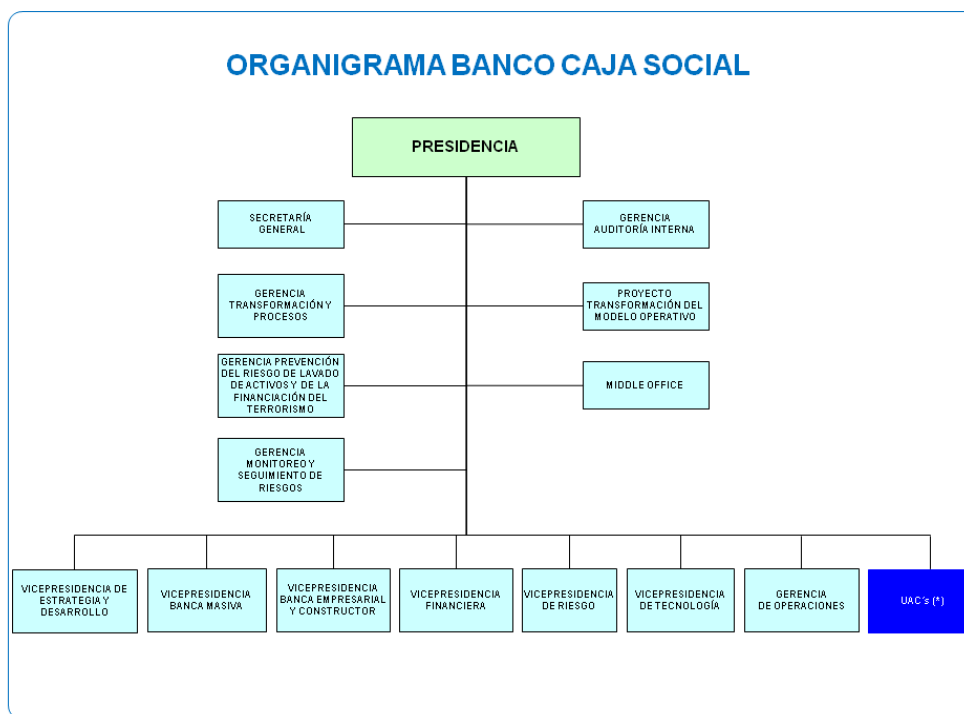 ORGANIGRAMA BANCO CAJA SOCIAL
PRESIDENCIA
SECRETARÍA
GENERAL
GERENCIA
AUDITORÍA INTERNA
GERENCIA
TRANSFORMACIÓN Y
PROCESOS
PROYECTO
TRANSFORMACIÓN DEL
MODELO OPERATIVO
GERENCIA PREVENCIÓN
DEL RIESGO DE LAVADO
DE ACTIVOS Y DE LA
FINANCIACIÓN DEL
TERRORISMO
MIDDLE OFFICE
GERENCIA
MONITOREO Y
SEGUIMIENTO DE
RIESGOS
VICEPRESIDENCIA DE
ESTRATEGIA Y
DESARROLLO
VICEPRESIDENCIA
BANCA MASIVA
VICEPRESIDENCIA
BANCA EMPRESARIAL
Y CONSTRUCTOR
VICEPRESIDENCIA
FINANCIERA
VICEPRESIDENCIA
DE RIESGO
VICEPRESIDENCIA
DE TECNOLOGÍA
GERENCIA
DE OPERACIONES
UAC´s (*)